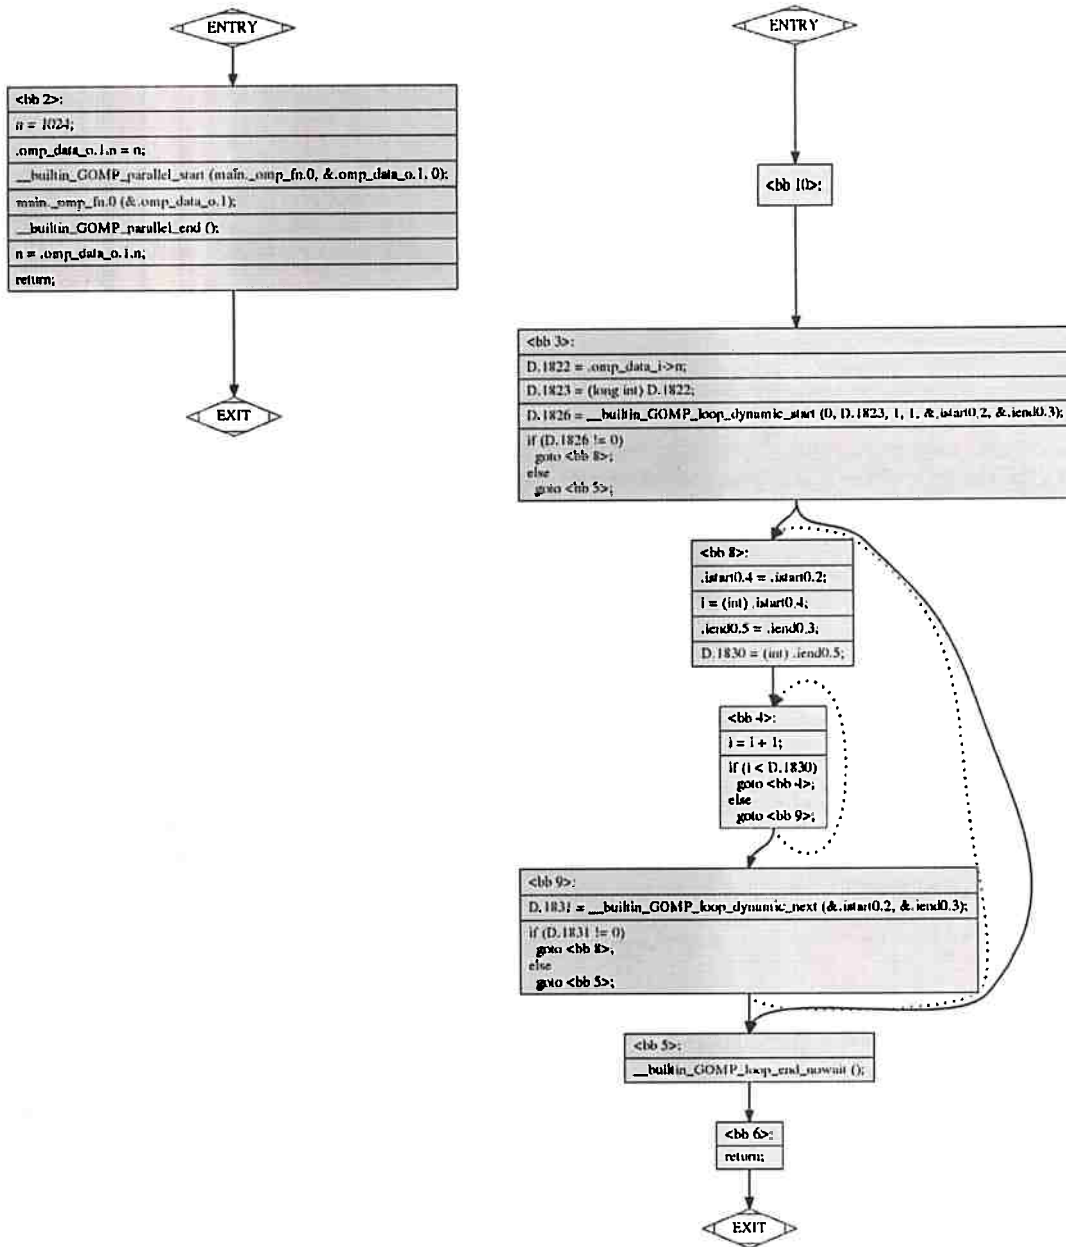 ENTRY
<bb 2>:
n = 1024;
.omp_data_o.1.n = n;
__builtin_GOMP_parallel_start (main._omp_fn.0, &.omp_data_o.1, 0);
main._omp_fn.0 (&.omp_data_o.1);
__builtin_GOMP_parallel_end ();
n = .omp_data_o.1.n;
return;
EXIT
ENTRY
<bb 10>:
<bb 3>:
D.1822 = .omp_data_i->n;
D.1823 = (long int) D.1822;
D.1826 = __builtin_GOMP_loop_dynamic_start (0, D.1823, 1, 1, &.istart0.2, &.iend0.3);
if (D.1826 != 0)
goto <bb 8>;
else
goto <bb 5>;
<bb 8>:
.istart0.4 = .istart0.2;
i = (int) .istart0.4;
.iend0.5 = .iend0.3;
D.1830 = (int) .iend0.5;
<bb 4>:
i = i + 1;
if (i < D.1830)
goto <bb 4>;
else
goto <bb 9>;
<bb 9>:
D.1831 = __builtin_GOMP_loop_dynamic_next (&.istart0.2, &.iend0.3);
if (D.1831 != 0)
goto <bb 8>;
else
goto <bb 5>;
<bb 5>:
__builtin_GOMP_loop_end_nowait ();
<bb 6>:
return;
EXIT